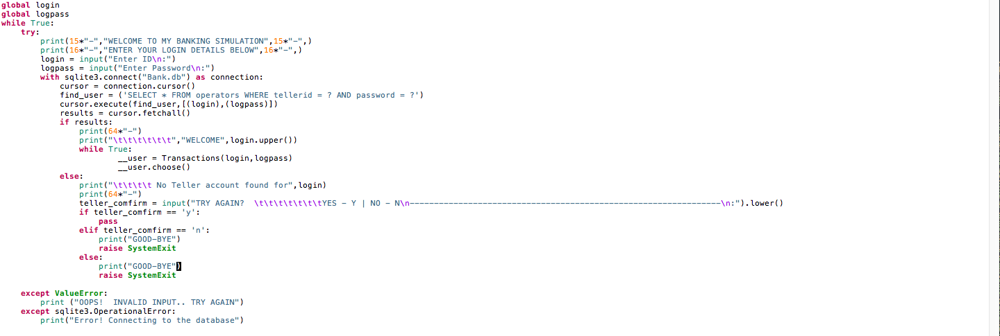 global login
global logpass
while True:
    try:
        print(15*"-","WELCOME TO MY BANKING SIMULATION",15*"-",)
        print(16*"-","ENTER YOUR LOGIN DETAILS BELOW",16*"-",)
        login = input("Enter ID\n:")
        logpass = input("Enter Password\n:")
        with sqlite3.connect("Bank.db") as connection:
            cursor = connection.cursor()
            find_user = ('SELECT * FROM operators WHERE tellerid = ? AND password = ?')
            cursor.execute(find_user,[(login),(logpass)])
            results = cursor.fetchall()
            if results:
                print(64*"-")
                print("\t\t\t\t\t\t","WELCOME",login.upper())
                while True:
                        __user = Transactions(login,logpass)
                        __user.choose()
            else:
                print("\t\t\t\t No Teller account found for",login)
                print(64*"-")
                teller_comfirm = input("TRY AGAIN?  \t\t\t\t\t\t\tYES - Y | NO - N\n----------------------------------------------------------------\n:").lower()
                if teller_comfirm == 'y':
                    pass
                elif teller_comfirm == 'n':
                    print("GOOD-BYE")
                    raise SystemExit
                else:
                    print("GOOD-BYE")
                    raise SystemExit
    except ValueError:
        print ("OOPS!  INVALID INPUT.. TRY AGAIN")
    except sqlite3.OperationalError:
        print("Error! Connecting to the database")